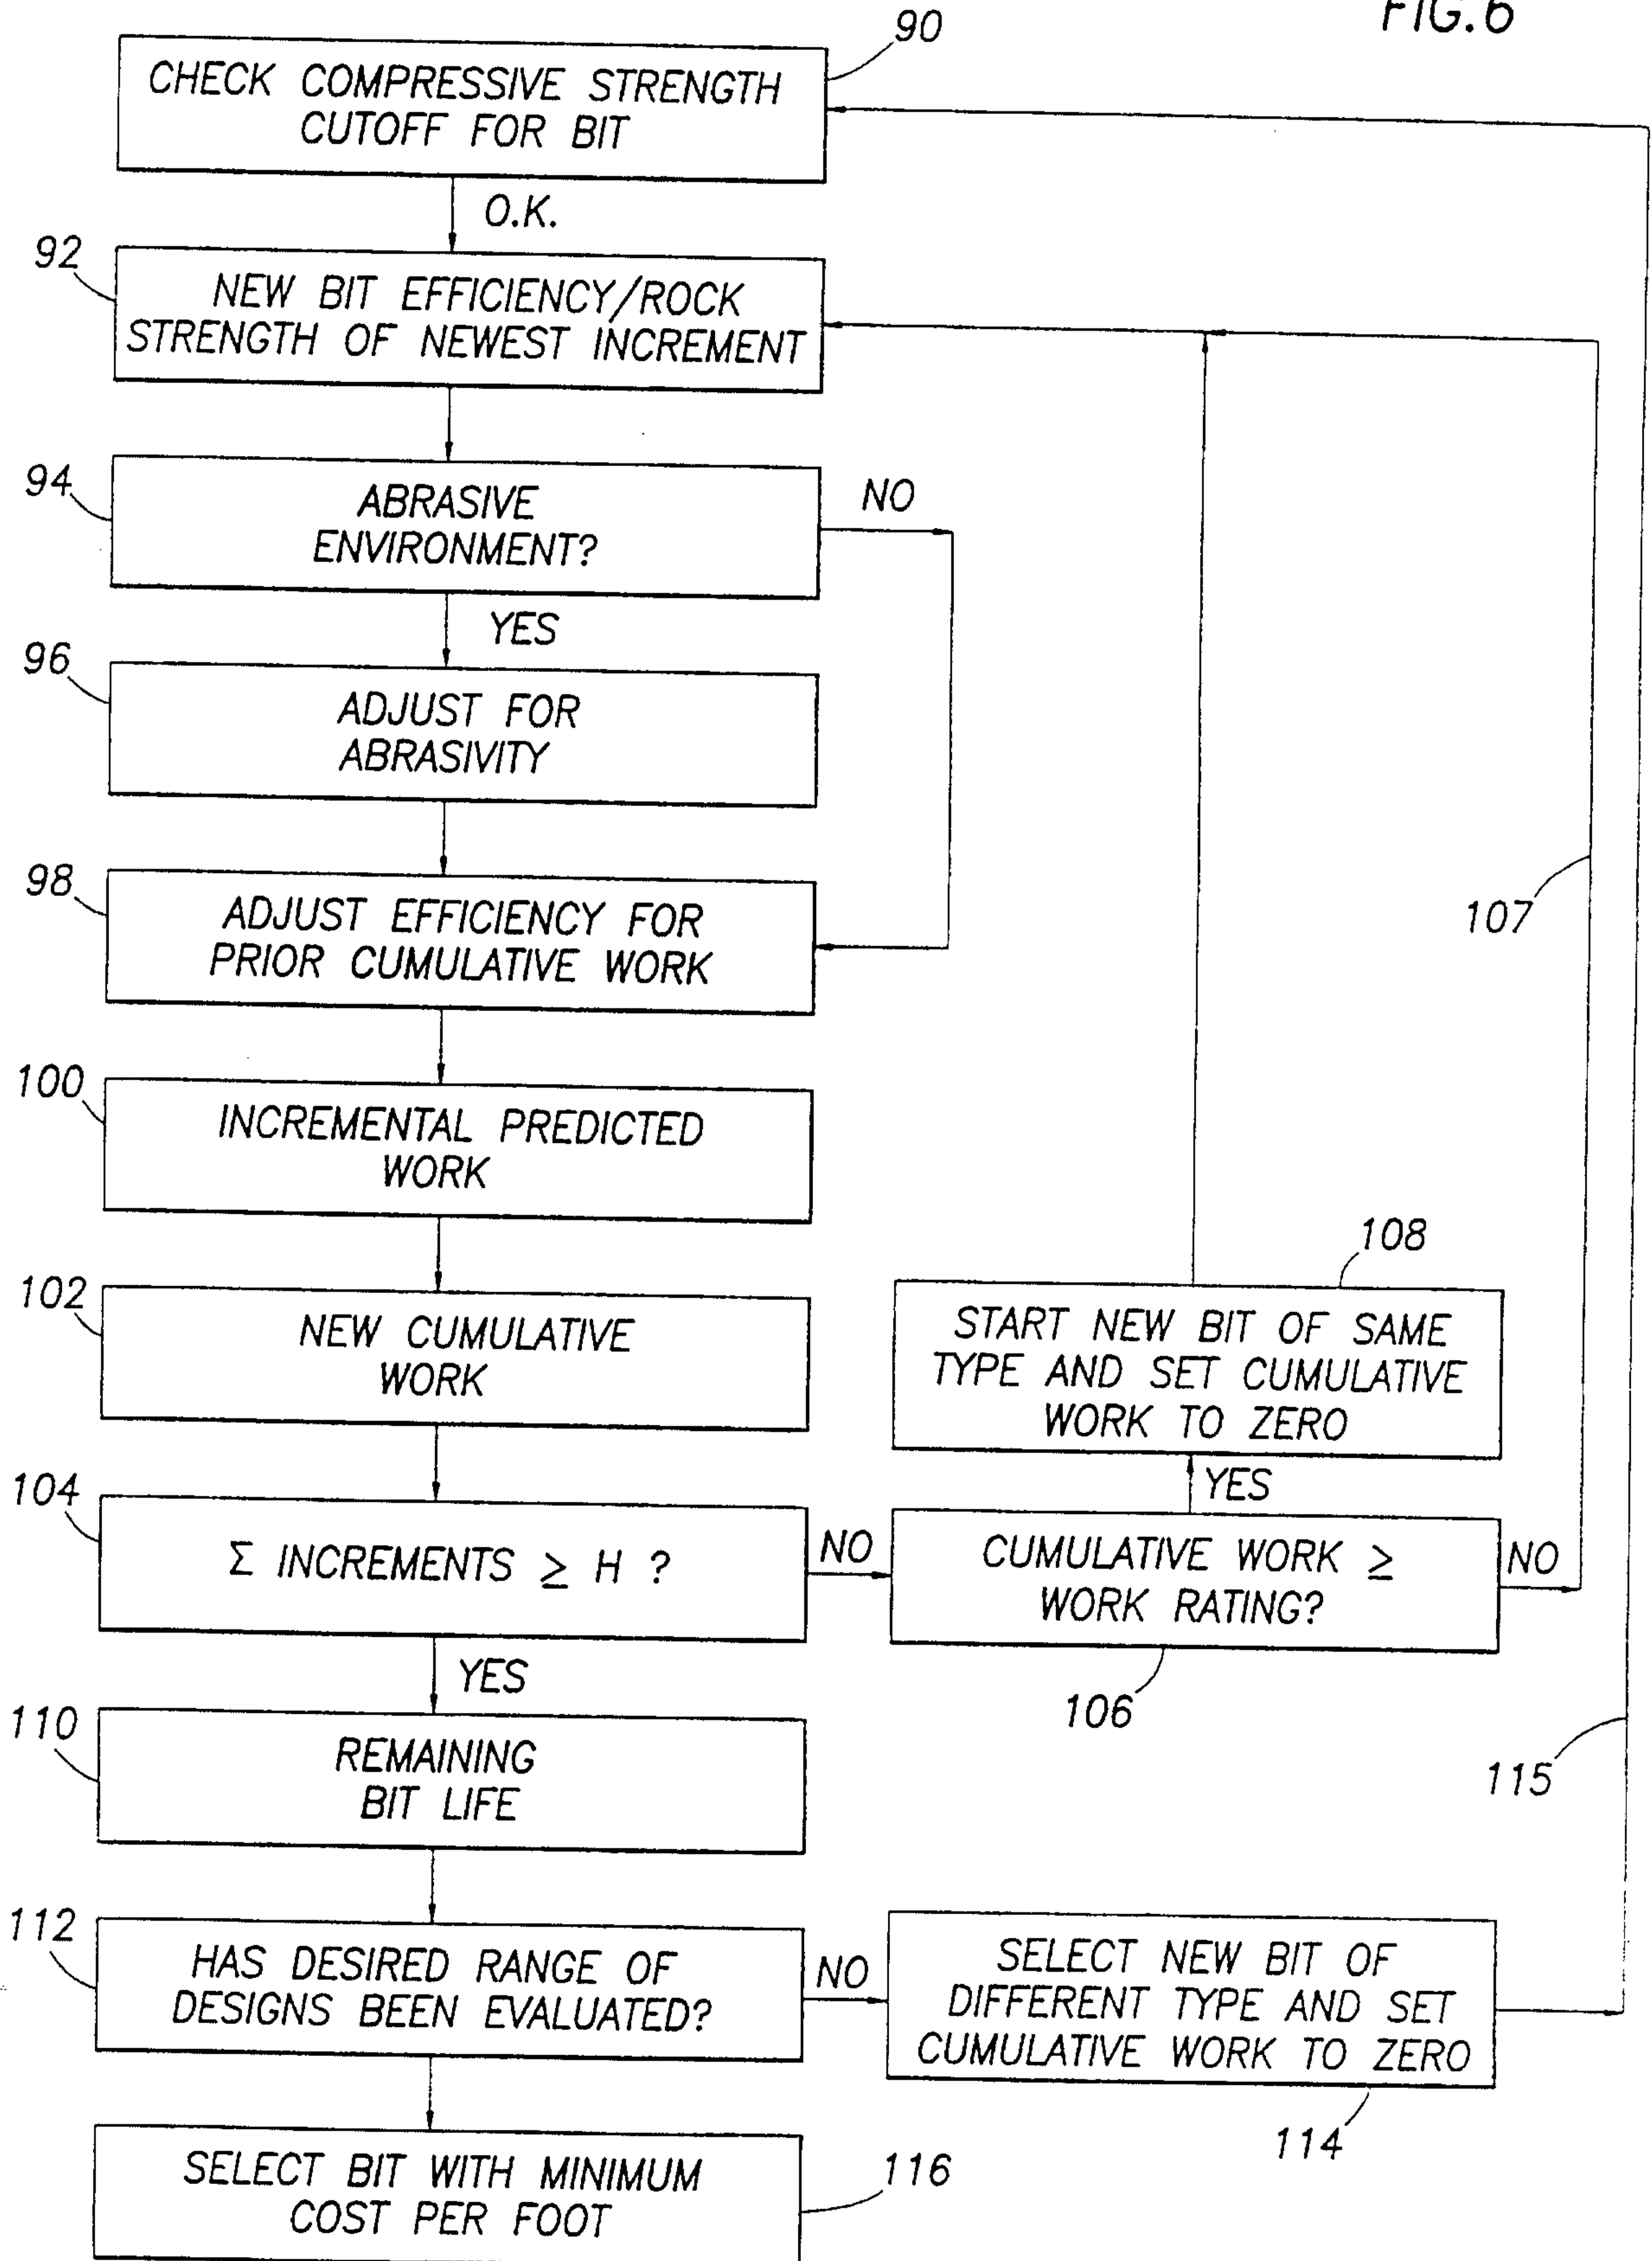 FIG.6
90
CHECK COMPRESSIVE STRENGTH
CUTOFF FOR BIT
O.K.
92
NEW BIT EFFICIENCY/ROCK
STRENGTH OF NEWEST INCREMENT
94
ABRASIVE
ENVIRONMENT?
NO
YES
96
ADJUST FOR
ABRASIVITY
98
ADJUST EFFICIENCY FOR
PRIOR CUMULATIVE WORK
107
100
INCREMENTAL PREDICTED
WORK
102
NEW CUMULATIVE
WORK
108
START NEW BIT OF SAME
TYPE AND SET CUMULATIVE
WORK TO ZERO
YES
104
Σ INCREMENTS ≥ H ?
NO
CUMULATIVE WORK ≥
WORK RATING?
NO
106
YES
110
REMAINING
BIT LIFE
115
112
HAS DESIRED RANGE OF
DESIGNS BEEN EVALUATED?
NO
SELECT NEW BIT OF
DIFFERENT TYPE AND SET
CUMULATIVE WORK TO ZERO
114
SELECT BIT WITH MINIMUM
COST PER FOOT
116